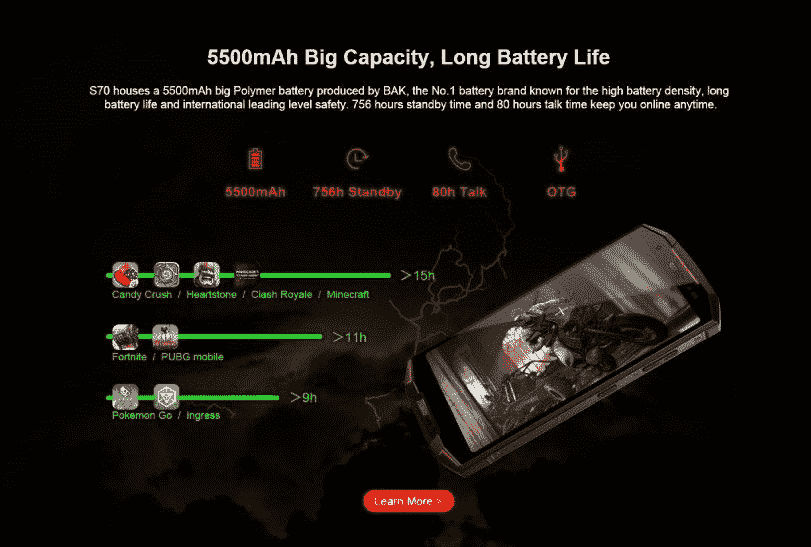 5500mAh Big Capacity, Long Battery Life
S70 houses a 5500mAh big Polymer battery produced by BAK, the No.1 battery brand known for the high battery density, long
battery life and international leading level safety. 756 hours standby time and 80 hours talk time keep you online anytime.
5500mAh 756h Standby 80h Talk OTG
>15h
Candy Crush / Heartstone / Clash Royale / Minecraft
>11h
Fortnite / PUBG mobile
>9h
Pokemon Go / Ingress
Learn More >